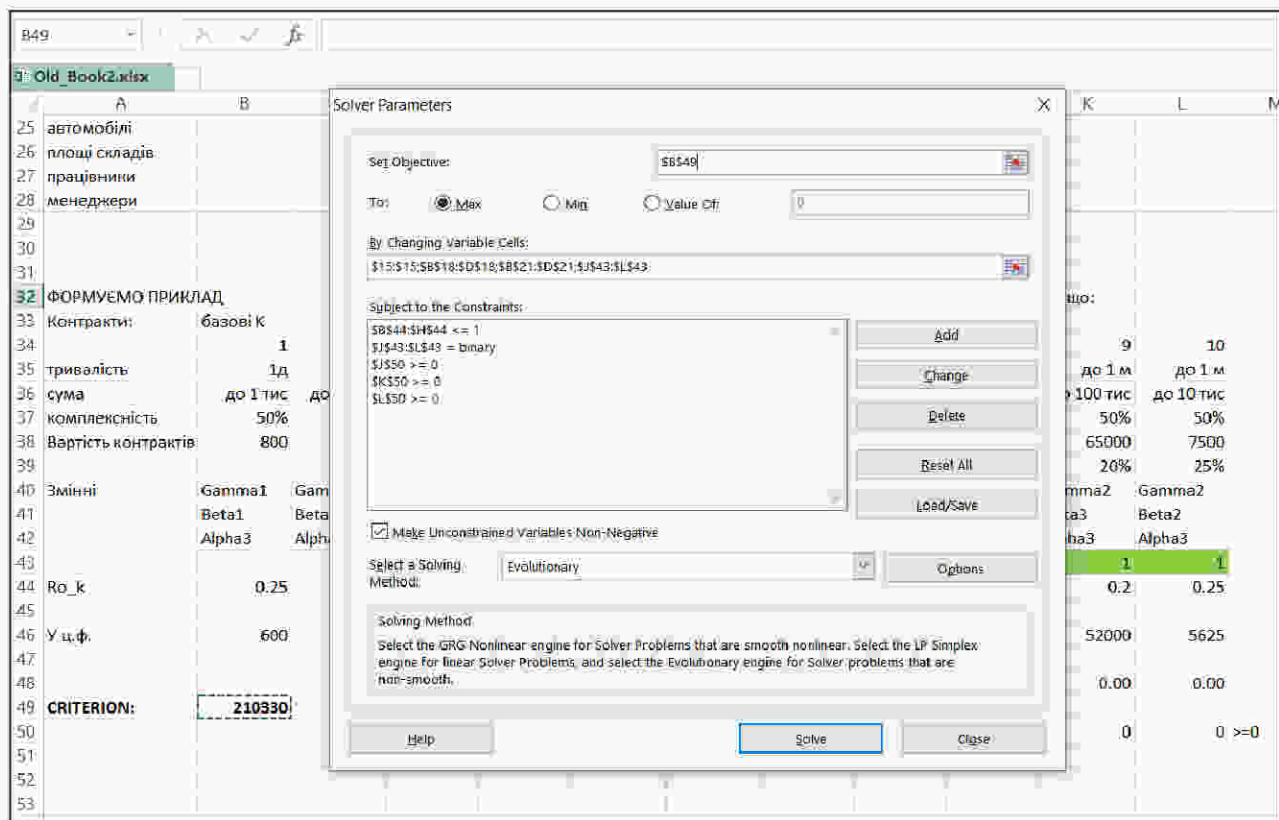 B49
fx
Old_Book2.xlsx
A B K L M
25 автомобілі
26 площі складів
27 працівники
28 менеджери
29
30
31
32 ФОРМУЄМО ПРИКЛАД що:
33 Контракти: базові К
34 1 9 10
35 тривалість 1д до 1 м до 1 м
36 сума до 1 тис до 100 тис до 10 тис
37 комплексність 50% 50% 50%
38 Вартість контрактів 800 65000 7500
39 20% 25%
40 Змінні Gamma1 Gam mma2 Gamma2
41 Beta1 Beta ta3 Beta2
42 Alpha3 Alph ha3 Alpha3
43 1 1
44 Ro_k 0.25 0.2 0.25
45
46 У ц.ф. 600 52000 5625
47
48 0.00 0.00
49 CRITERION: 210330
50 0 0 >=0
51
52
53
Solver Parameters
Set Objective: $B$49
To: Max Min Value Of: 0
By Changing Variable Cells:
$15:$15;$B$18:$D$18;$B$21:$D$21;$J$43:$L$43
Subject to the Constraints:
$B$44:$H$44 <= 1
$J$43:$L$43 = binary
$J$50 >= 0
$K$50 >= 0
$L$50 >= 0
Add
Change
Delete
Reset All
Load/Save
Make Unconstrained Variables Non-Negative
Select a Solving Method: Evolutionary Options
Solving Method
Select the GRG Nonlinear engine for Solver Problems that are smooth nonlinear. Select the LP Simplex
engine for linear Solver Problems, and select the Evolutionary engine for Solver problems that are
non-smooth.
Help Solve Close